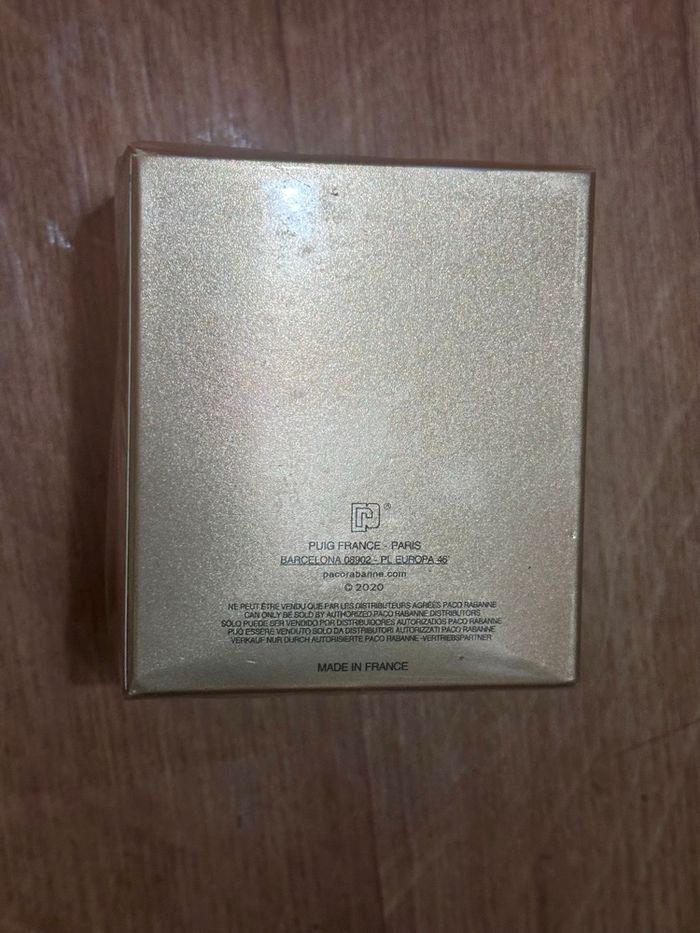 ®
PUIG FRANCE - PARIS
BARCELONA 08902 - PL EUROPA 46
pacorabanne.com
© 2020
NE PEUT ÊTRE VENDU QUE PAR LES DISTRIBUTEURS AGRÉÉS PACO RABANNE
CAN ONLY BE SOLD BY AUTHORIZED PACO RABANNE DISTRIBUTORS
SÓLO PUEDE SER VENDIDO POR DISTRIBUIDORES AUTORIZADOS PACO RABANNE
PUÒ ESSERE VENDUTO SOLO DA DISTRIBUTORI AUTORIZZATI PACO RABANNE
VERKAUF NUR DURCH AUTORISIERTE PACO RABANNE -VERTRIEBSPARTNER
MADE IN FRANCE